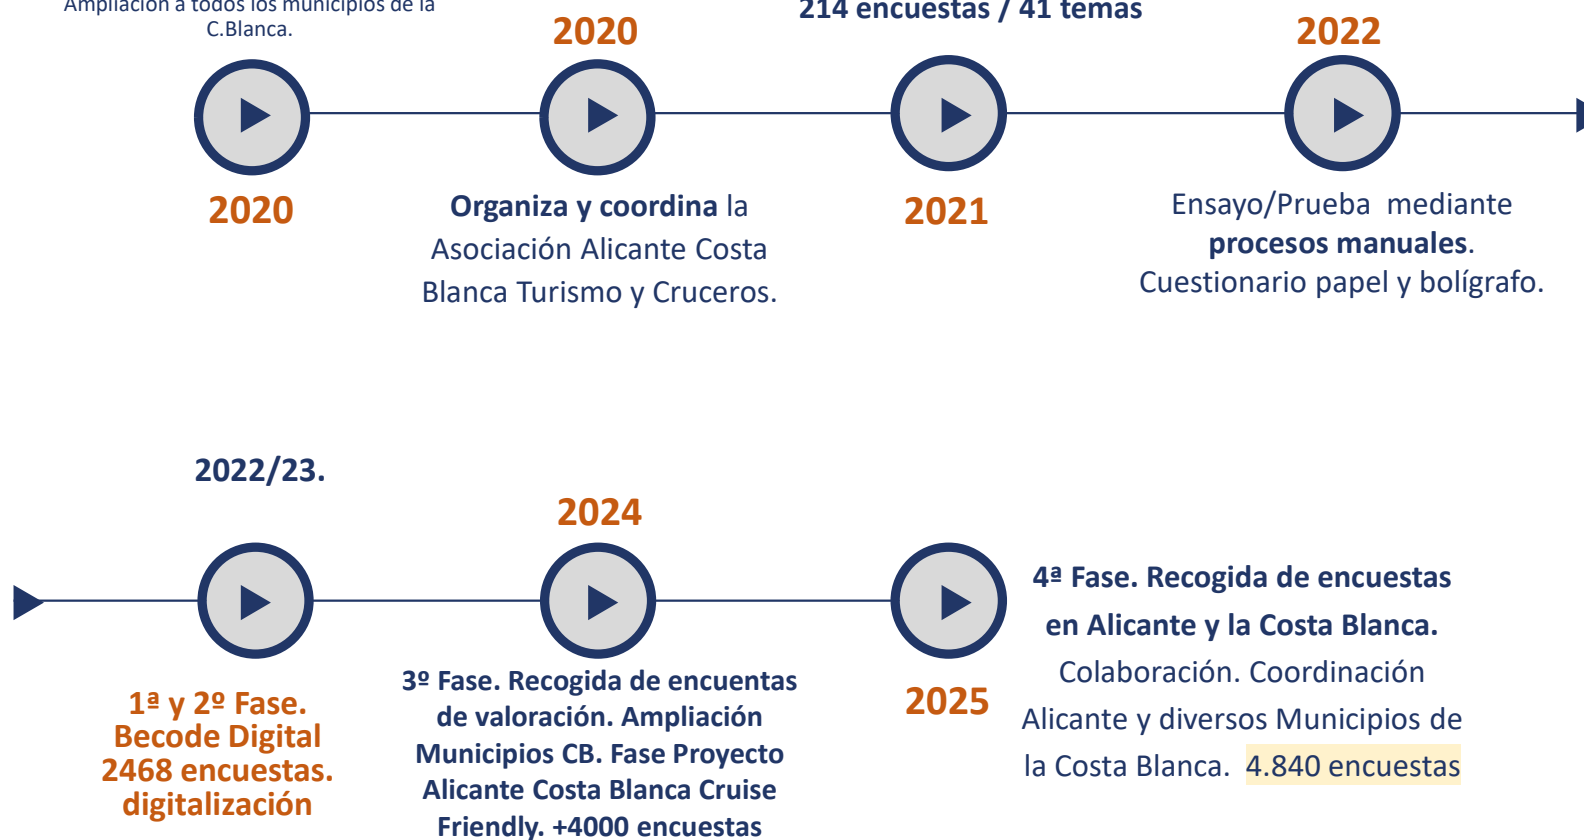 Ampliación a todos los municipios de la
C.Blanca.
2020
2020
Organiza y coordina la
Asociación Alicante Costa
Blanca Turismo y Cruceros.
214 encuestas / 41 temas
2021
2022
Ensayo/Prueba mediante
procesos manuales.
Cuestionario papel y bolígrafo.
2022/23.
1ª y 2º Fase.
Becode Digital
2468 encuestas.
digitalización
2024
3º Fase. Recogida de encuentas
de valoración. Ampliación
Municipios CB. Fase Proyecto
Alicante Costa Blanca Cruise
Friendly. +4000 encuestas
2025
4ª Fase. Recogida de encuestas
en Alicante y la Costa Blanca.
Colaboración. Coordinación
Alicante y diversos Municipios de
la Costa Blanca. 4.840 encuestas